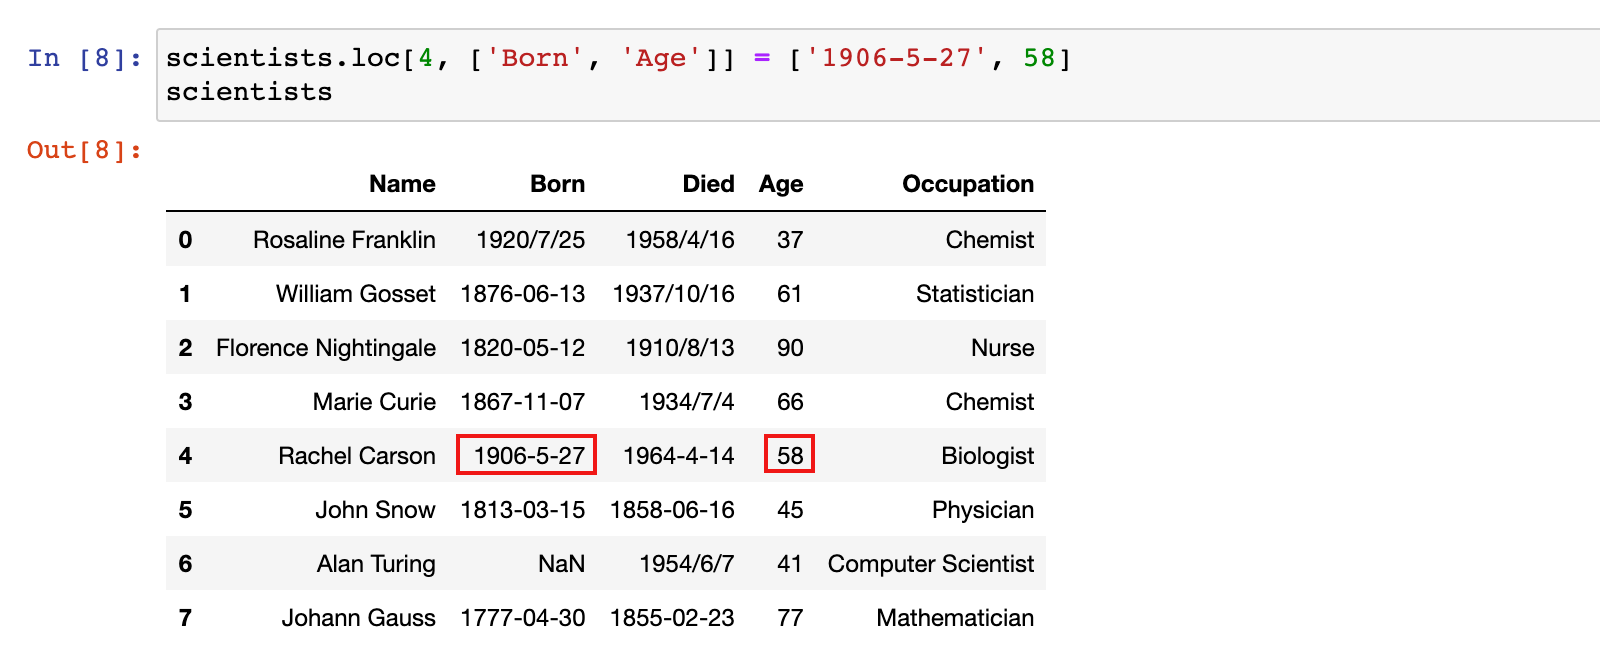 In [8]: scientists.loc[4, ['Born', 'Age']] = ['1906-5-27', 58]
scientists
Out[8]:
Name Born Died Age Occupation
0 Rosaline Franklin 1920/7/25 1958/4/16 37 Chemist
1 William Gosset 1876-06-13 1937/10/16 61 Statistician
2 Florence Nightingale 1820-05-12 1910/8/13 90 Nurse
3 Marie Curie 1867-11-07 1934/7/4 66 Chemist
4 Rachel Carson 1906-5-27 1964-4-14 58 Biologist
5 John Snow 1813-03-15 1858-06-16 45 Physician
6 Alan Turing NaN 1954/6/7 41 Computer Scientist
7 Johann Gauss 1777-04-30 1855-02-23 77 Mathematician